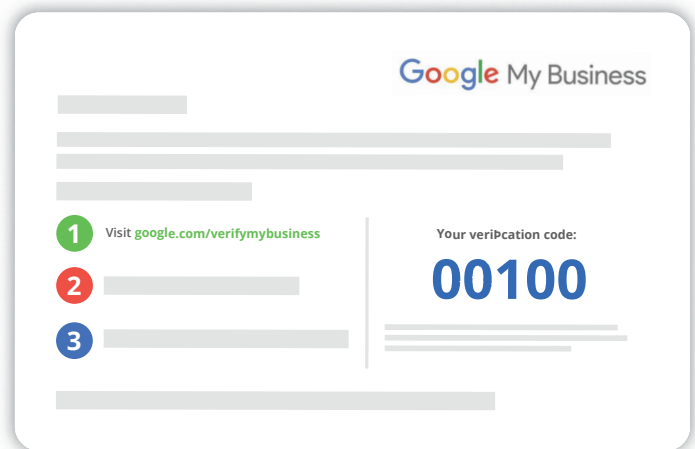 Google My Business
1 Visit google.com/verifymybusiness
2
3
Your veriÞcation code:
00100